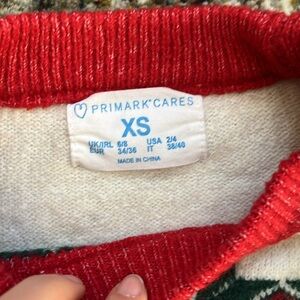 PRIMARK® CARES
XS
UK/IRL 6/8 USA 2/4
EUR 34/36 IT 38/40
MADE IN CHINA